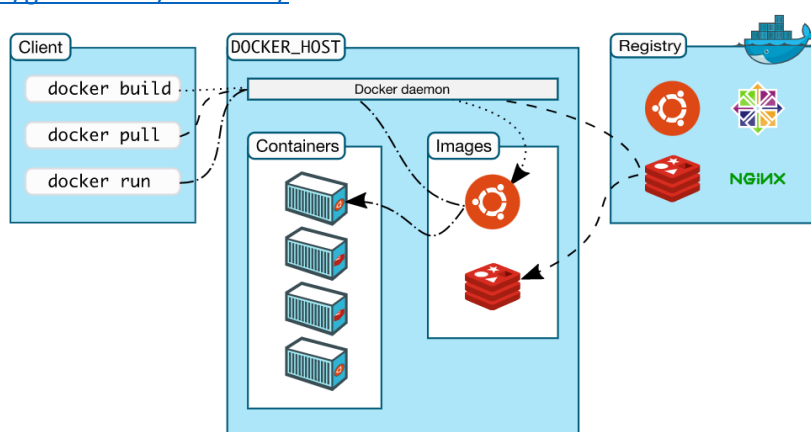 Client
docker build
docker pull
docker run
DOCKER_HOST
Docker daemon
Containers
Images
Registry
NGINX